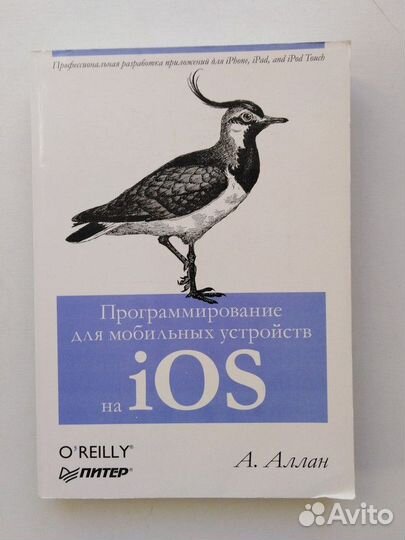 Профессиональная разработка приложений для iPhone, iPad, and iPod Touch
Программирование
для мобильных устройств
на iOS
O'REILLY®
ПИТЕР®
А. Аллан
Avito